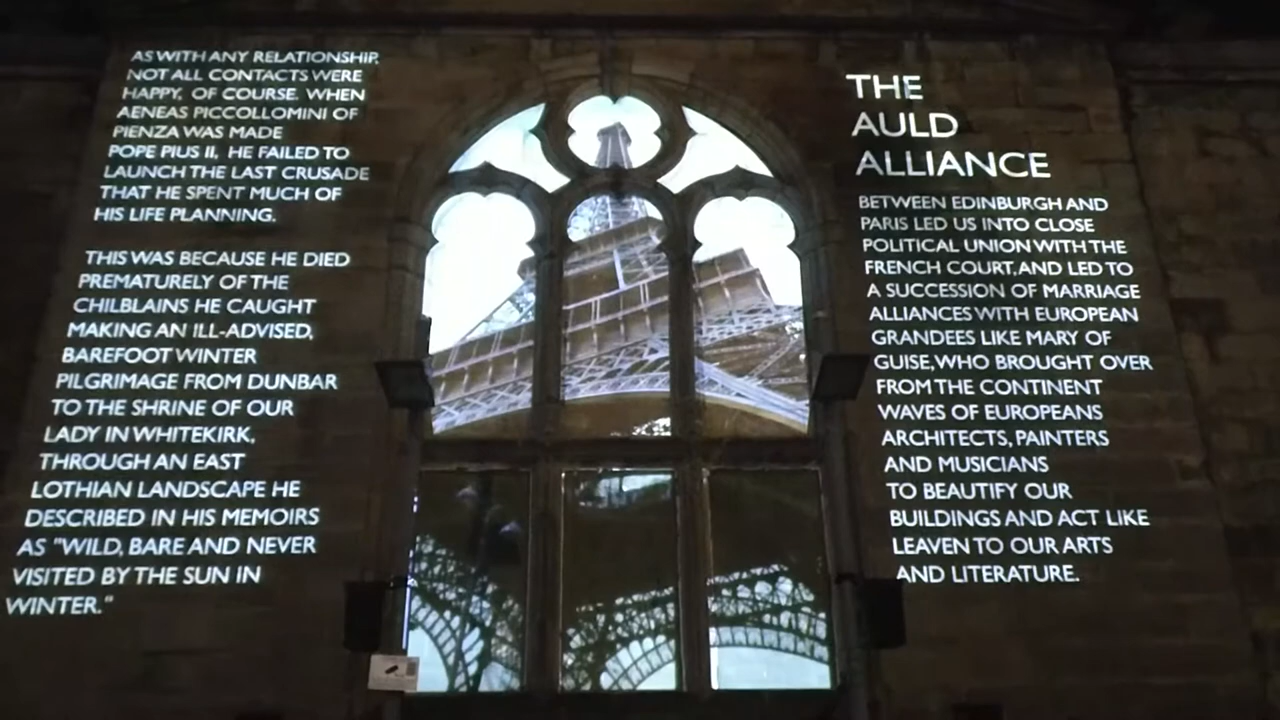 AS WITH ANY RELATIONSHIP,
NOT ALL CONTACTS WERE
HAPPY, OF COURSE. WHEN
AENEAS PICCOLLOMINI OF
PIENZA WAS MADE
POPE PIUS II, HE FAILED TO
LAUNCH THE LAST CRUSADE
THAT HE SPENT MUCH OF
HIS LIFE PLANNING.
THIS WAS BECAUSE HE DIED
PREMATURELY OF THE
CHILBLAINS HE CAUGHT
MAKING AN ILL-ADVISED,
BAREFOOT WINTER
PILGRIMAGE FROM DUNBAR
TO THE SHRINE OF OUR
LADY IN WHITEKIRK,
THROUGH AN EAST
LOTHIAN LANDSCAPE HE
DESCRIBED IN HIS MEMOIRS
AS "WILD, BARE AND NEVER
VISITED BY THE SUN IN
WINTER."
THE
AULD
ALLIANCE
BETWEEN EDINBURGH AND
PARIS LED US INTO CLOSE
POLITICAL UNION WITH THE
FRENCH COURT, AND LED TO
A SUCCESSION OF MARRIAGE
ALLIANCES WITH EUROPEAN
GRANDEES LIKE MARY OF
GUISE, WHO BROUGHT OVER
FROM THE CONTINENT
WAVES OF EUROPEANS
ARCHITECTS, PAINTERS
AND MUSICIANS
TO BEAUTIFY OUR
BUILDINGS AND ACT LIKE
LEAVEN TO OUR ARTS
AND LITERATURE.